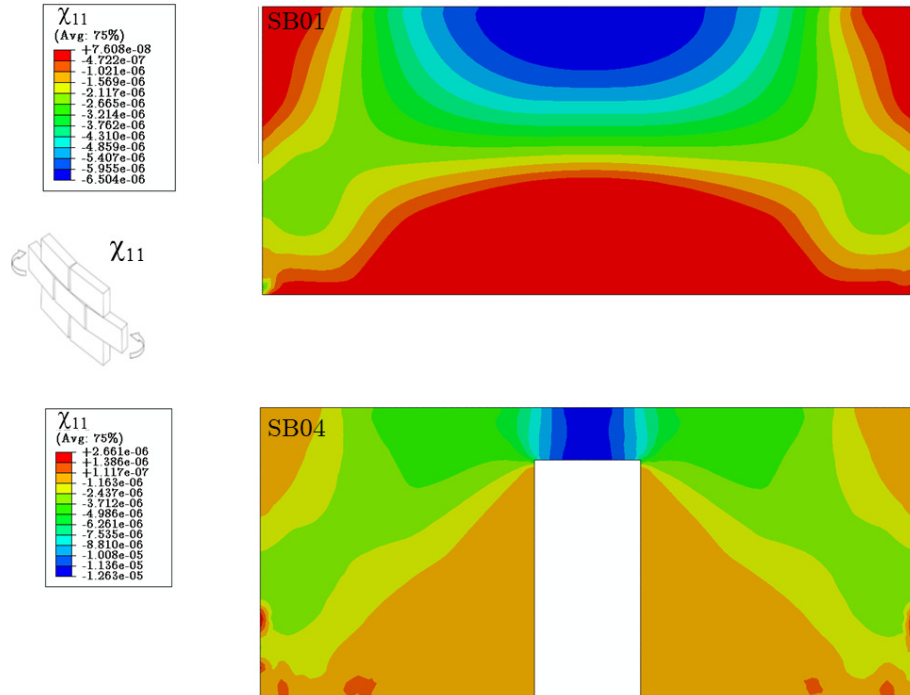 χ11
(Avg: 75%)
+7.608e-08
-4.722e-07
-1.021e-06
-1.569e-06
-2.117e-06
-2.665e-06
-3.214e-06
-3.762e-06
-4.310e-06
-4.859e-06
-5.407e-06
-5.955e-06
-6.504e-06
SB01
χ11
χ11
(Avg: 75%)
+2.661e-06
+1.386e-06
+1.117e-07
-1.163e-06
-2.437e-06
-3.712e-06
-4.986e-06
-6.261e-06
-7.535e-06
-8.810e-06
-1.008e-05
-1.136e-05
-1.263e-05
SB04